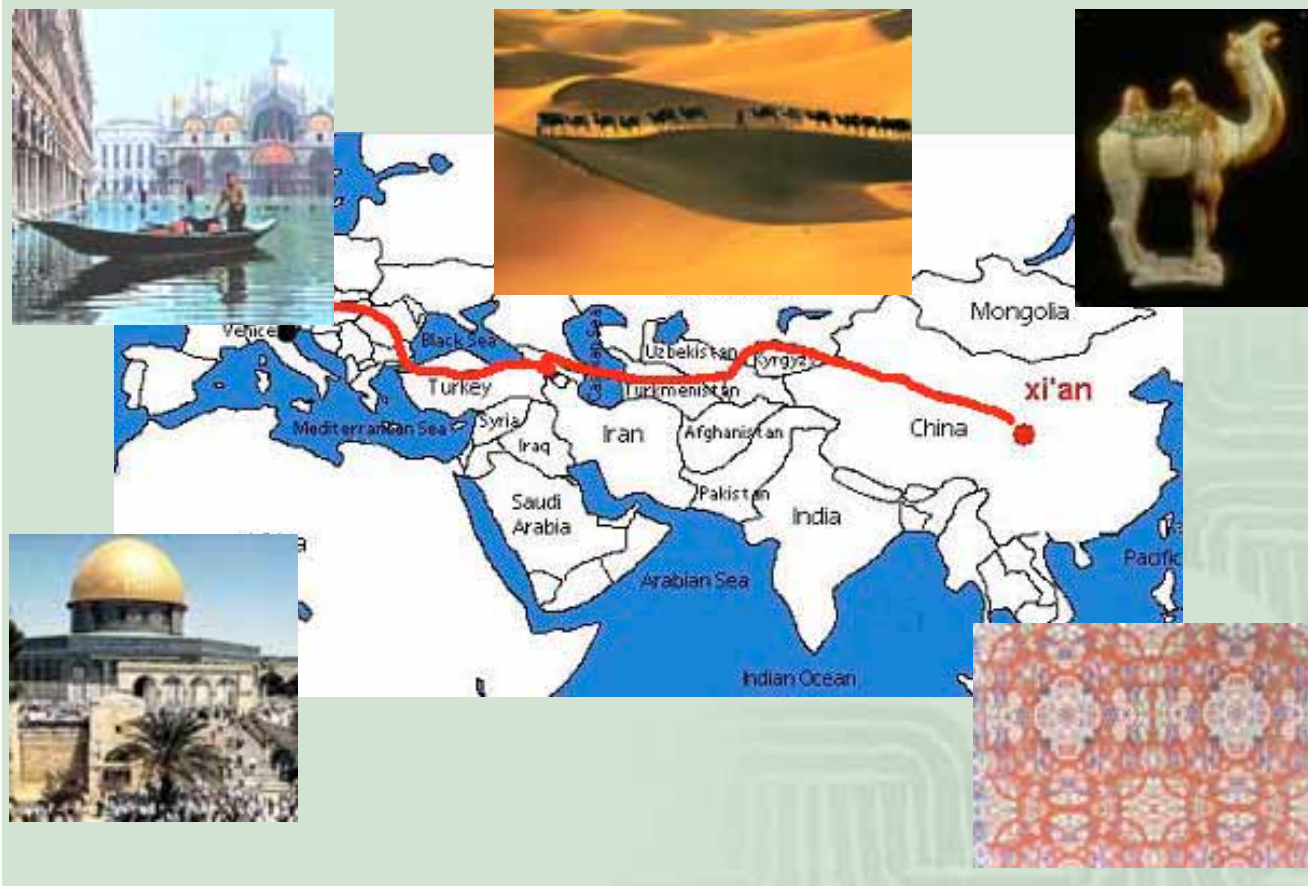 Mongolia
Venice
Black Sea
Uzbekistan
Kyrgyz
xi'an
Turkey
Turkmenistan
Mediterranean Sea
Syria
Iran
Afghanistan
China
Iraq
Pakistan
Saudi
Arabia
India
Arabian Sea
Pacific
Indian Ocean